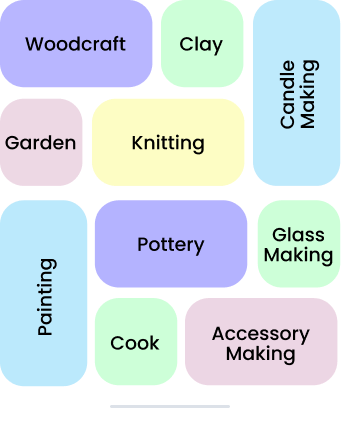 Woodcraft
Clay
Candle
Making
Garden
Knitting
Painting
Pottery
Glass
Making
Cook
Accessory
Making